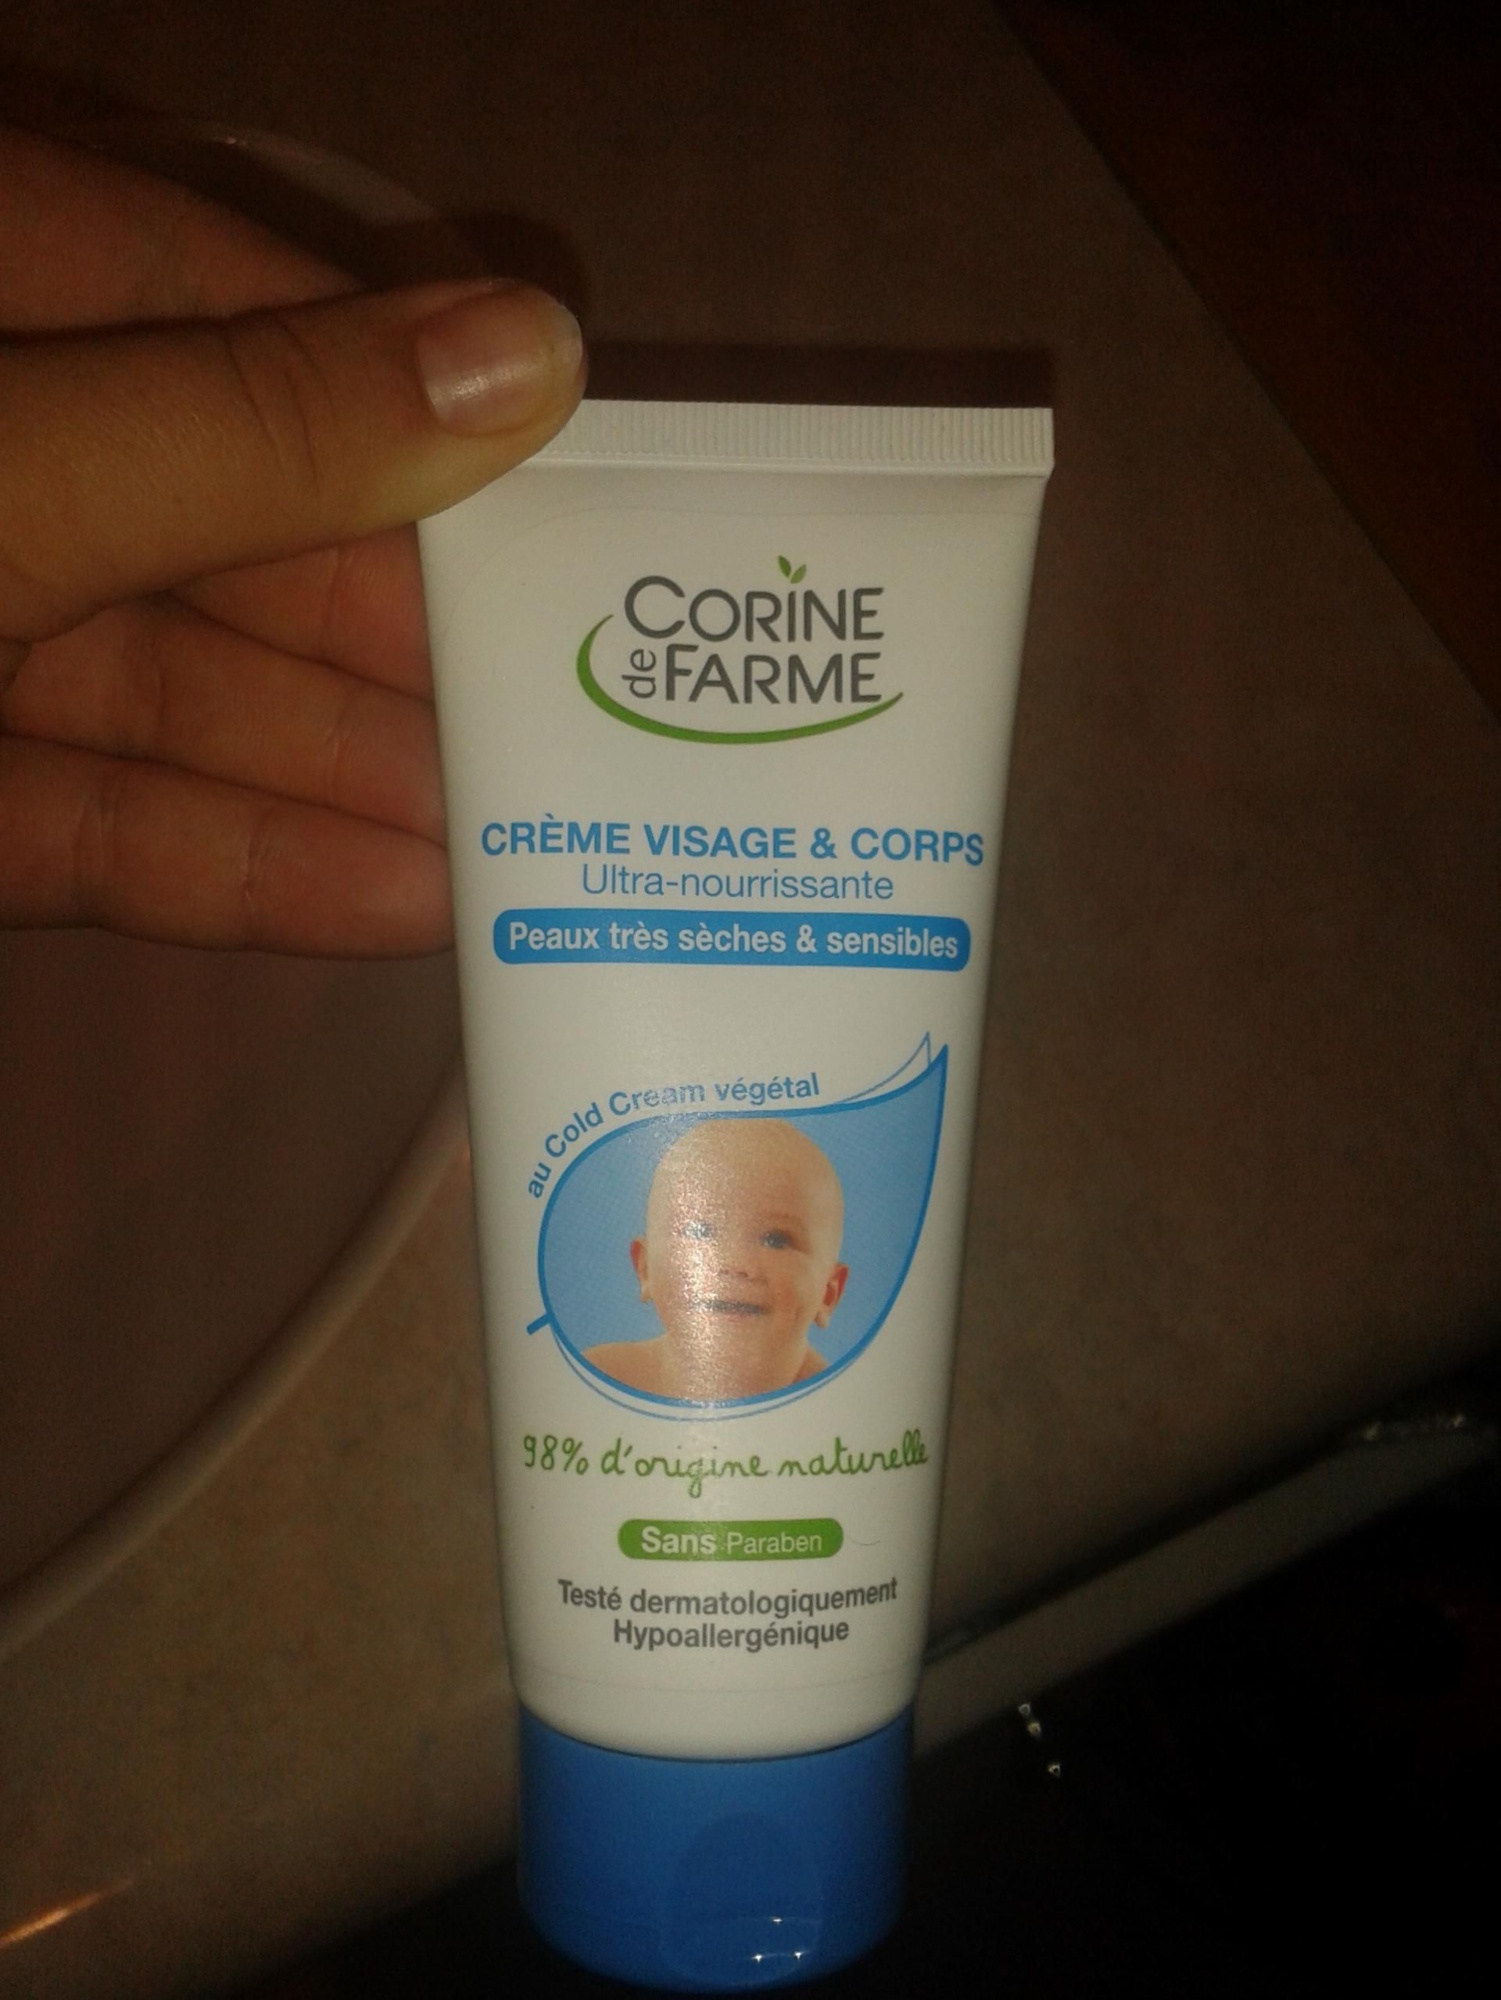 CORINE
de FARME
CRÈME VISAGE & CORPS
Ultra-nourrissante
Peaux très sèches & sensibles
au Cold Cream végétal
98% d'origine naturelle
Sans Paraben
Testé dermatologiquement
Hypoallergénique